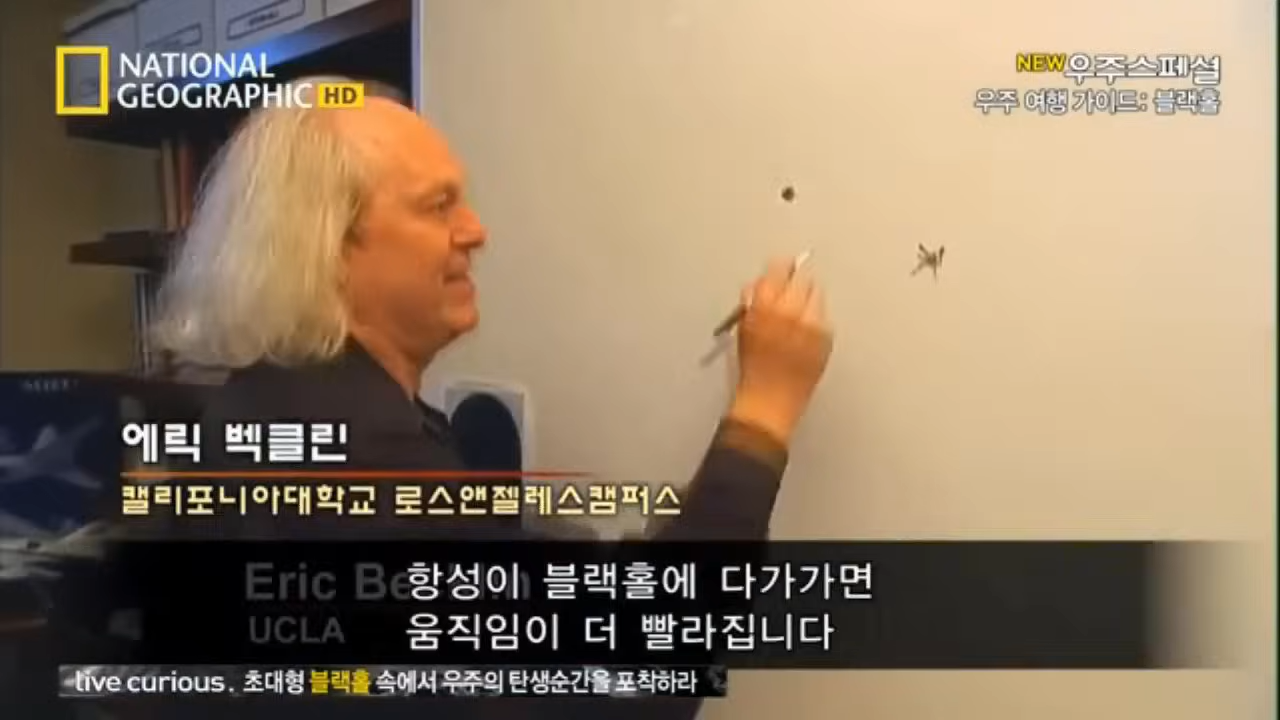 NATIONAL
GEOGRAPHIC HD
NEW우주스페셜
우주 여행 가이드: 블랙홀
에릭 벡클린
캘리포니아대학교 로스앤젤레스캠퍼스
Eric
UCLA
항성이 블랙홀에 다가가면
움직임이 더 빨라집니다
live curious. 초대형 블랙홀 속에서 우주의 탄생순간을 포착하라